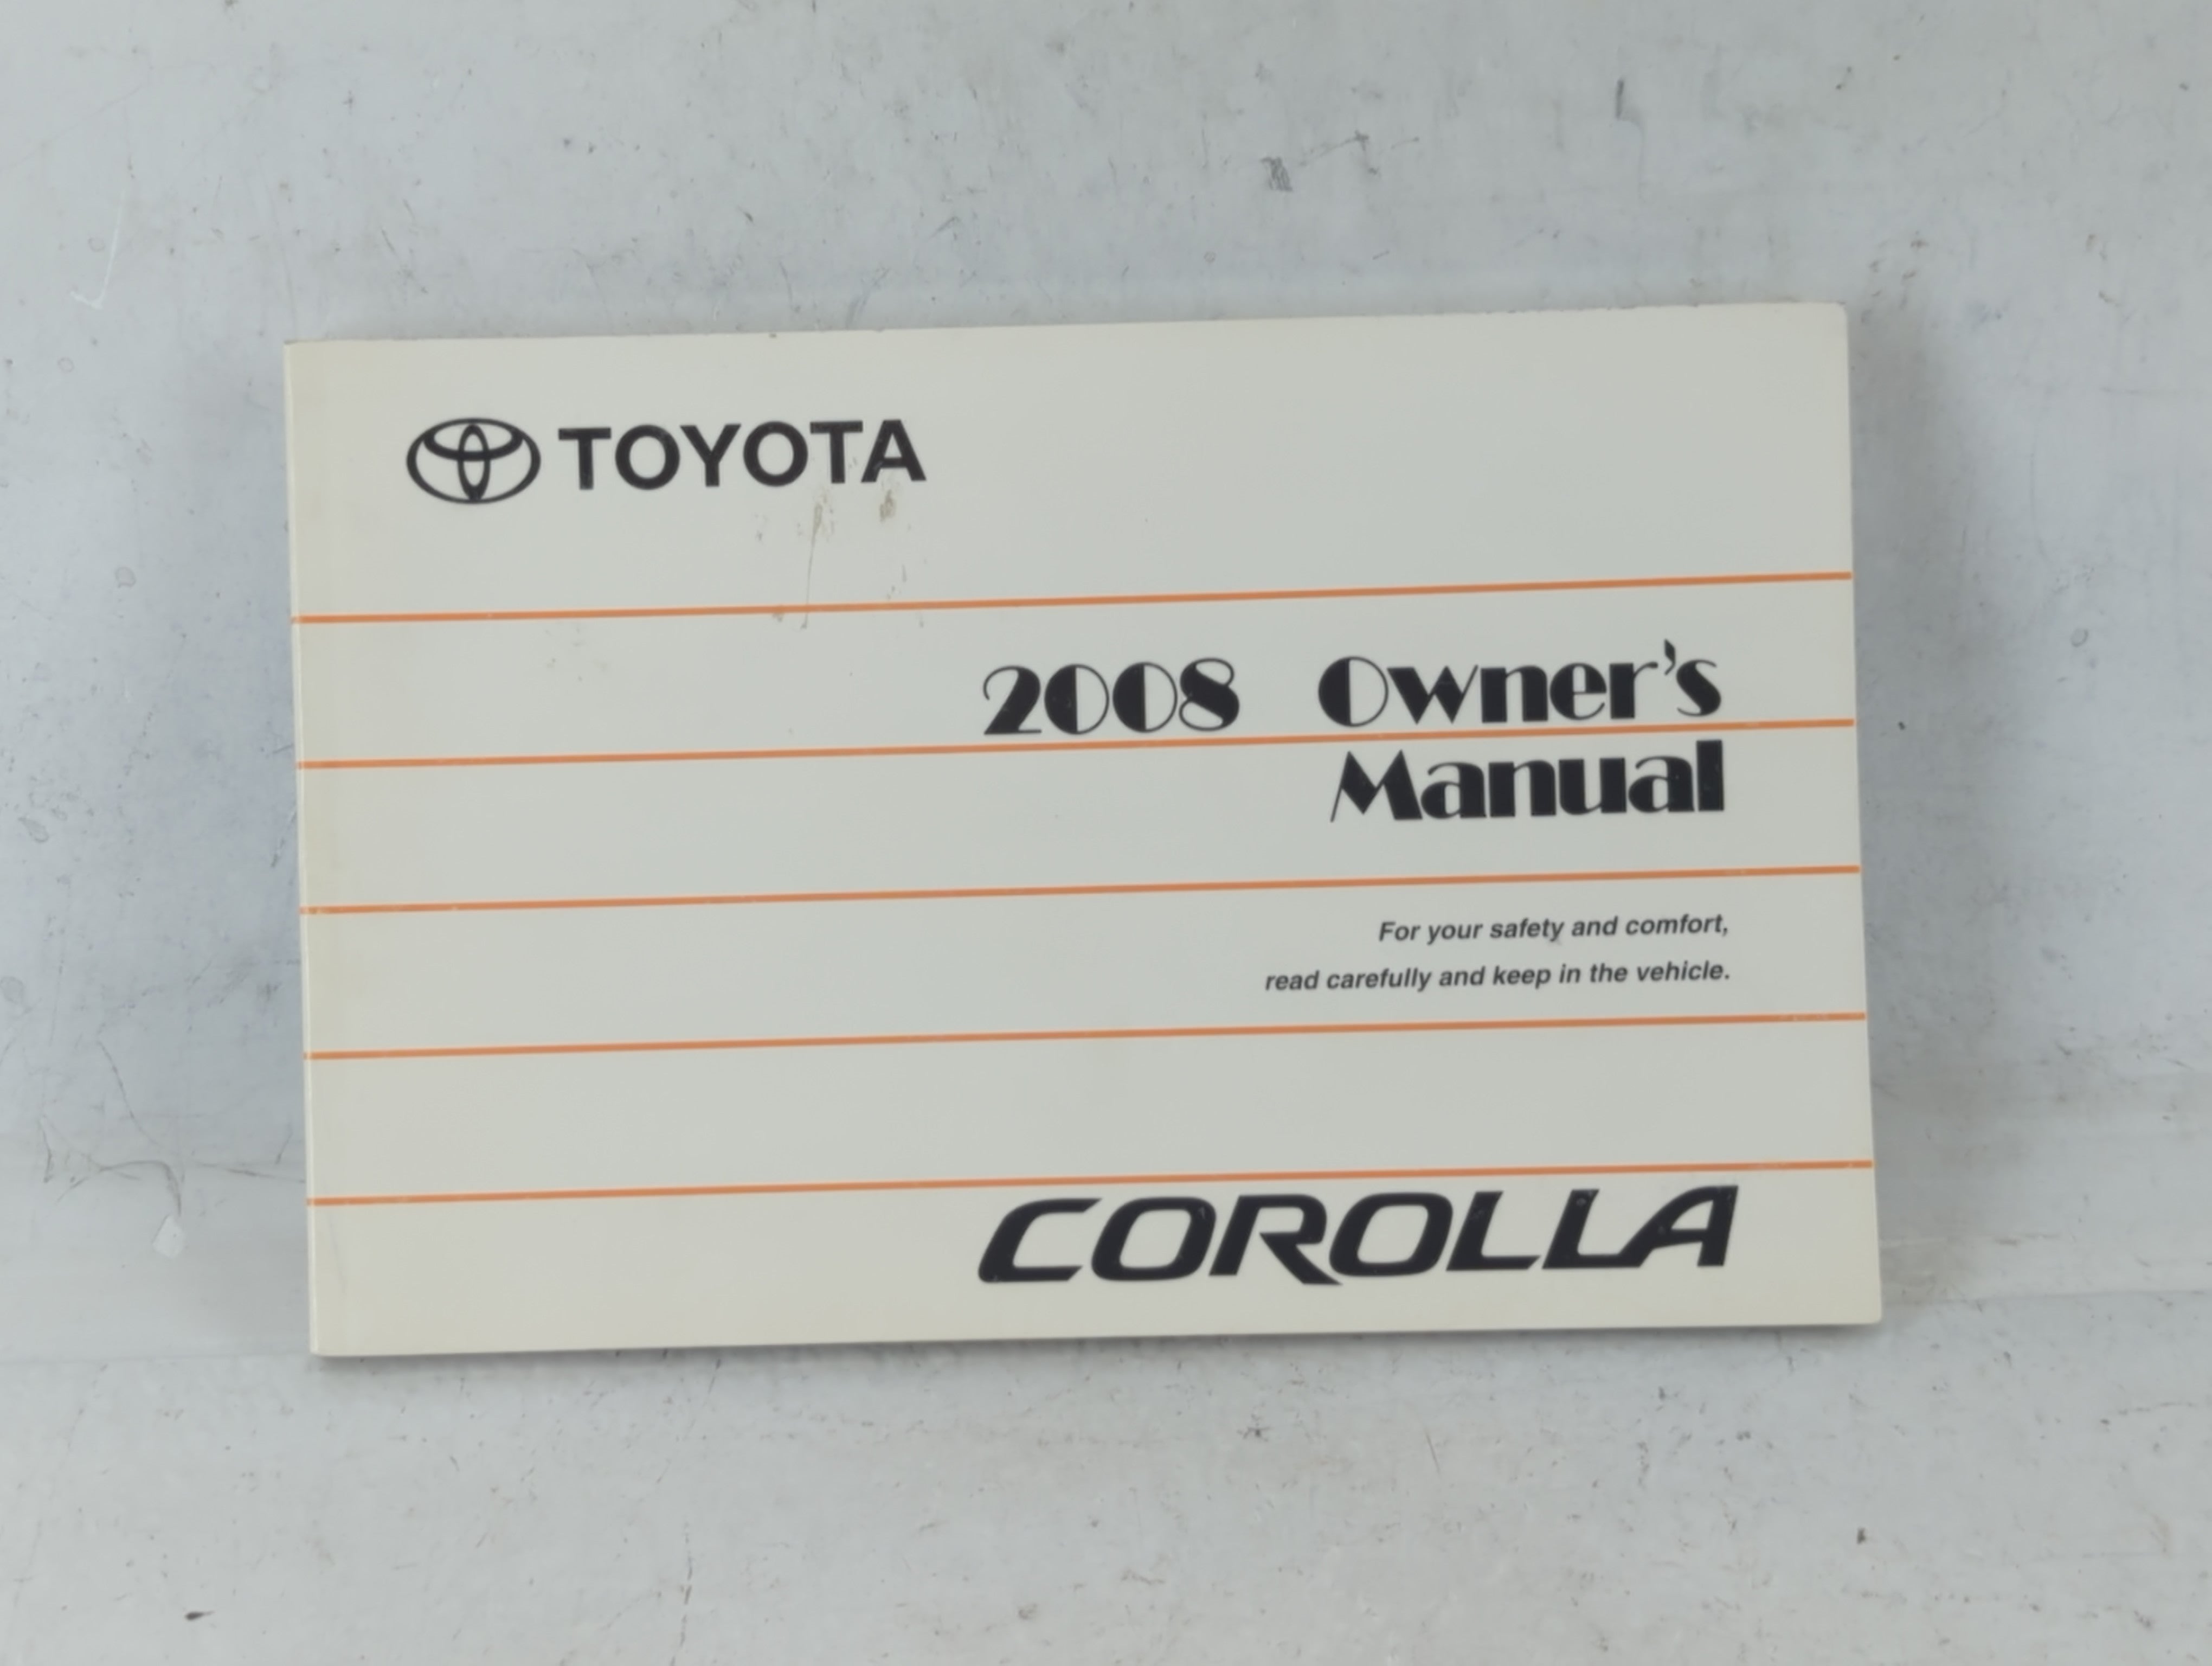 TOYOTA
2008 Owner's
Manual
For your safety and comfort,
read carefully and keep in the vehicle.
COROLLA